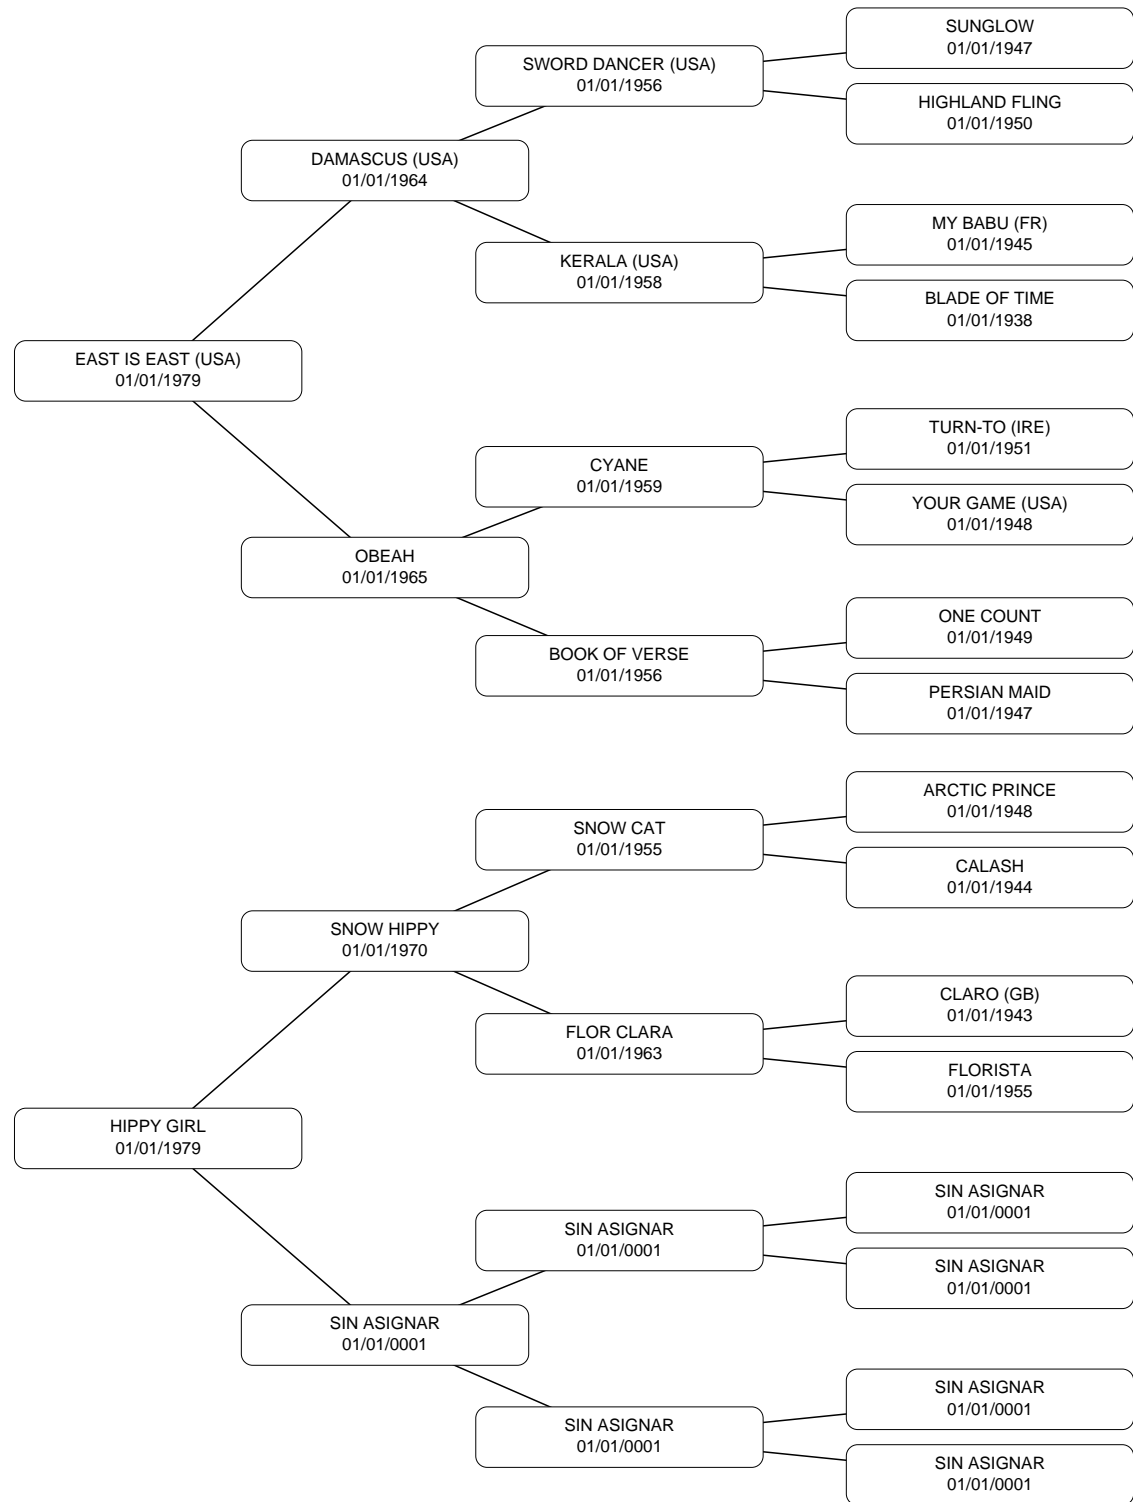 SUNGLOW
01/01/1947
SWORD DANCER (USA)
01/01/1956
HIGHLAND FLING
01/01/1950
DAMASCUS (USA)
01/01/1964
MY BABU (FR)
01/01/1945
KERALA (USA)
01/01/1958
BLADE OF TIME
01/01/1938
EAST IS EAST (USA)
01/01/1979
TURN-TO (IRE)
01/01/1951
CYANE
01/01/1959
YOUR GAME (USA)
01/01/1948
OBEAH
01/01/1965
ONE COUNT
01/01/1949
BOOK OF VERSE
01/01/1956
PERSIAN MAID
01/01/1947
ARCTIC PRINCE
01/01/1948
SNOW CAT
01/01/1955
CALASH
01/01/1944
SNOW HIPPY
01/01/1970
CLARO (GB)
01/01/1943
FLOR CLARA
01/01/1963
FLORISTA
01/01/1955
HIPPY GIRL
01/01/1979
SIN ASIGNAR
01/01/0001
SIN ASIGNAR
01/01/0001
SIN ASIGNAR
01/01/0001
SIN ASIGNAR
01/01/0001
SIN ASIGNAR
01/01/0001
SIN ASIGNAR
01/01/0001
SIN ASIGNAR
01/01/0001